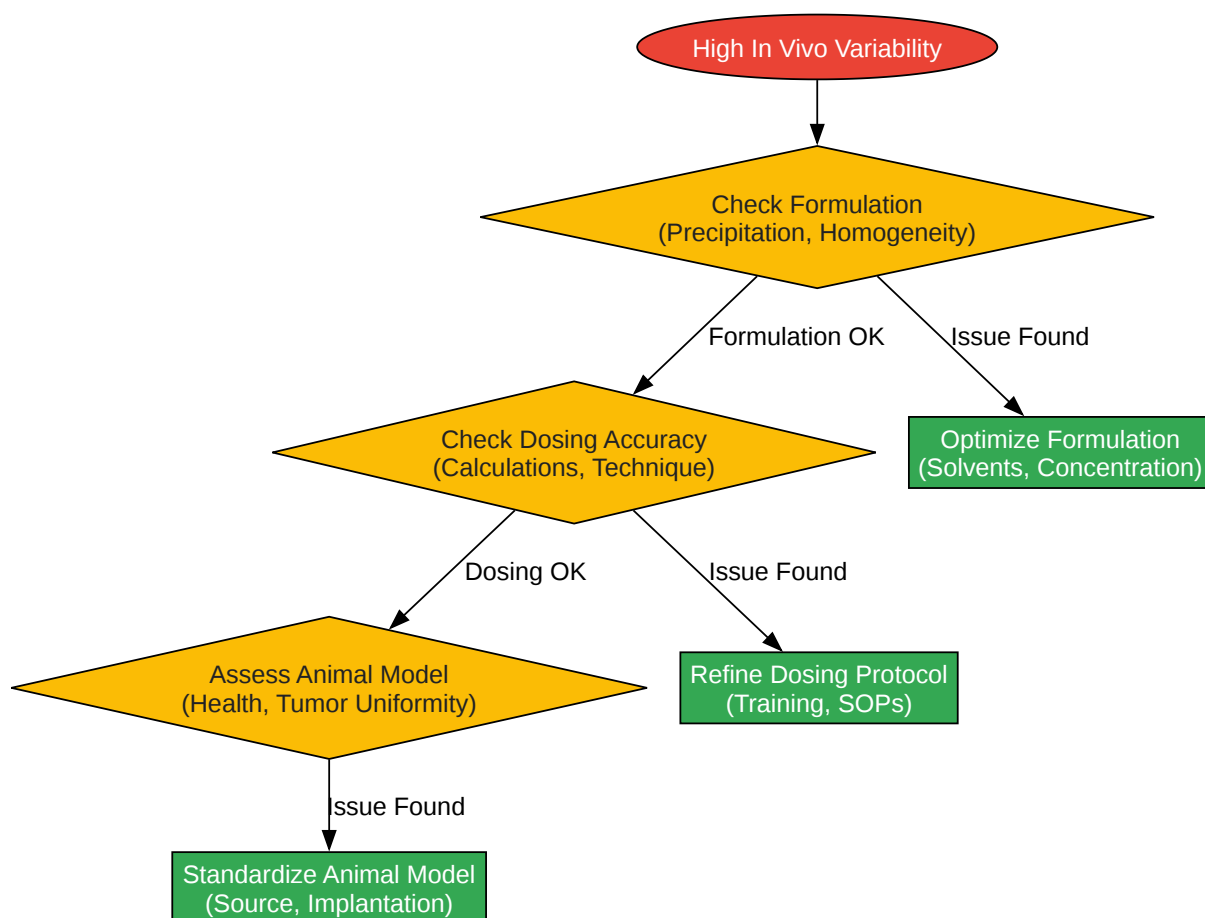 High In Vivo Variability
Check Formulation
(Precipitation, Homogeneity)
Formulation OK
Issue Found
Check Dosing Accuracy
(Calculations, Technique)
Optimize Formulation
(Solvents, Concentration)
Dosing OK
Issue Found
Assess Animal Model
(Health, Tumor Uniformity)
Refine Dosing Protocol
(Training, SOPs)
Issue Found
Standardize Animal Model
(Source, Implantation)